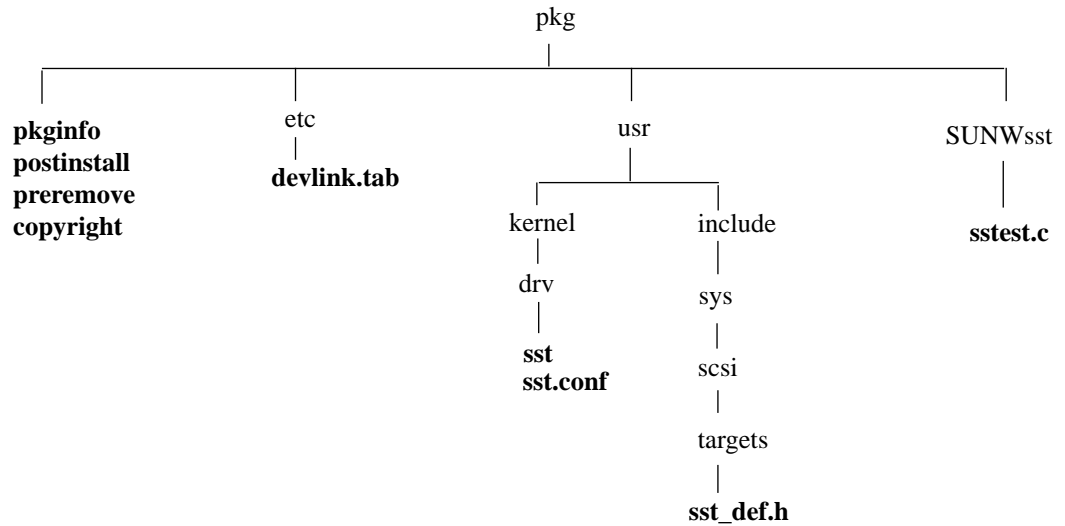 pkg
pkginfo
postinstall
preremove
copyright
etc
devlink.tab
usr
kernel
drv
sst
sst.conf
include
sys
scsi
targets
sst_def.h
SUNWsst
sstest.c